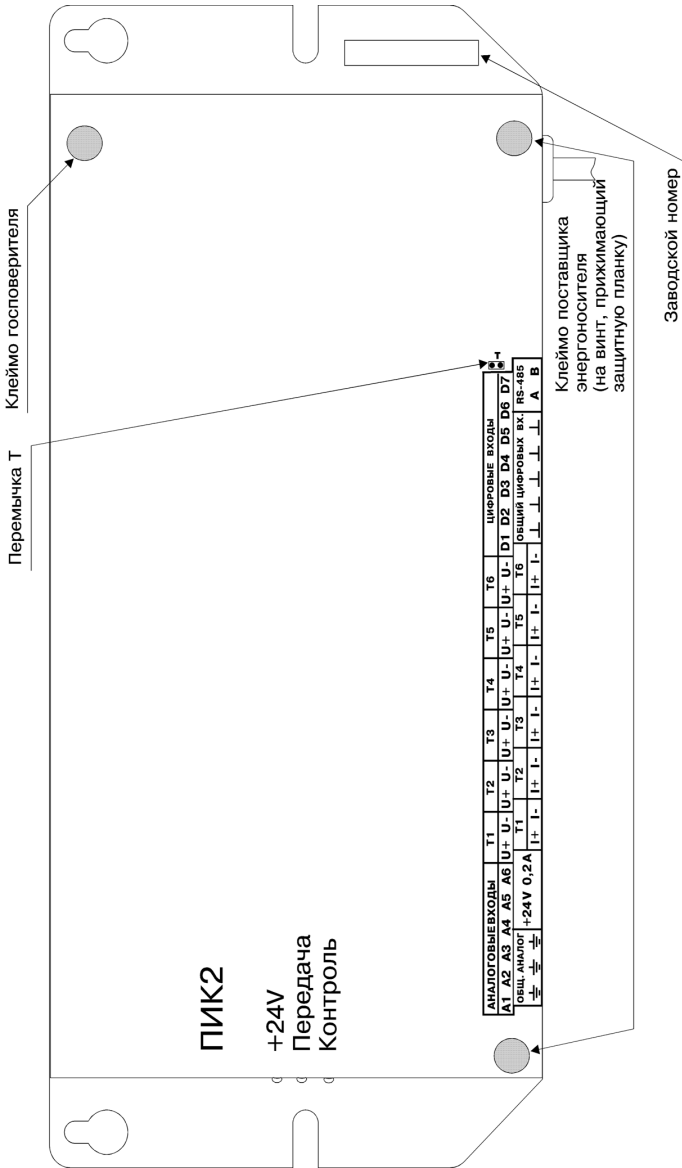 Перемычка Т
Клеймо госповерителя
ПИК2
+24V
Передача
Контроль
АНАЛОГОВЫЕВХОДЫ T1 T2 T3 T4 T5 T6 ЦИФРОВЫЕ ВХОДЫ
A1 A2 A3 A4 A5 A6 U+ U- U+ U- U+ U- U+ U- U+ U- U+ U- D1 D2 D3 D4 D5 D6 D7
T
ОБЩ. АНАЛОГ +24V 0,2A T1 T2 T3 T4 T5 T6 ОБЩИЙ ЦИФРОВЫХ ВХ. RS-485
I+ I- I+ I- I+ I- I+ I- I+ I- I+ I- A B
Клеймо поставщика
энергоносителя
(на винт, прижимающий
защитную планку)
Заводской номер